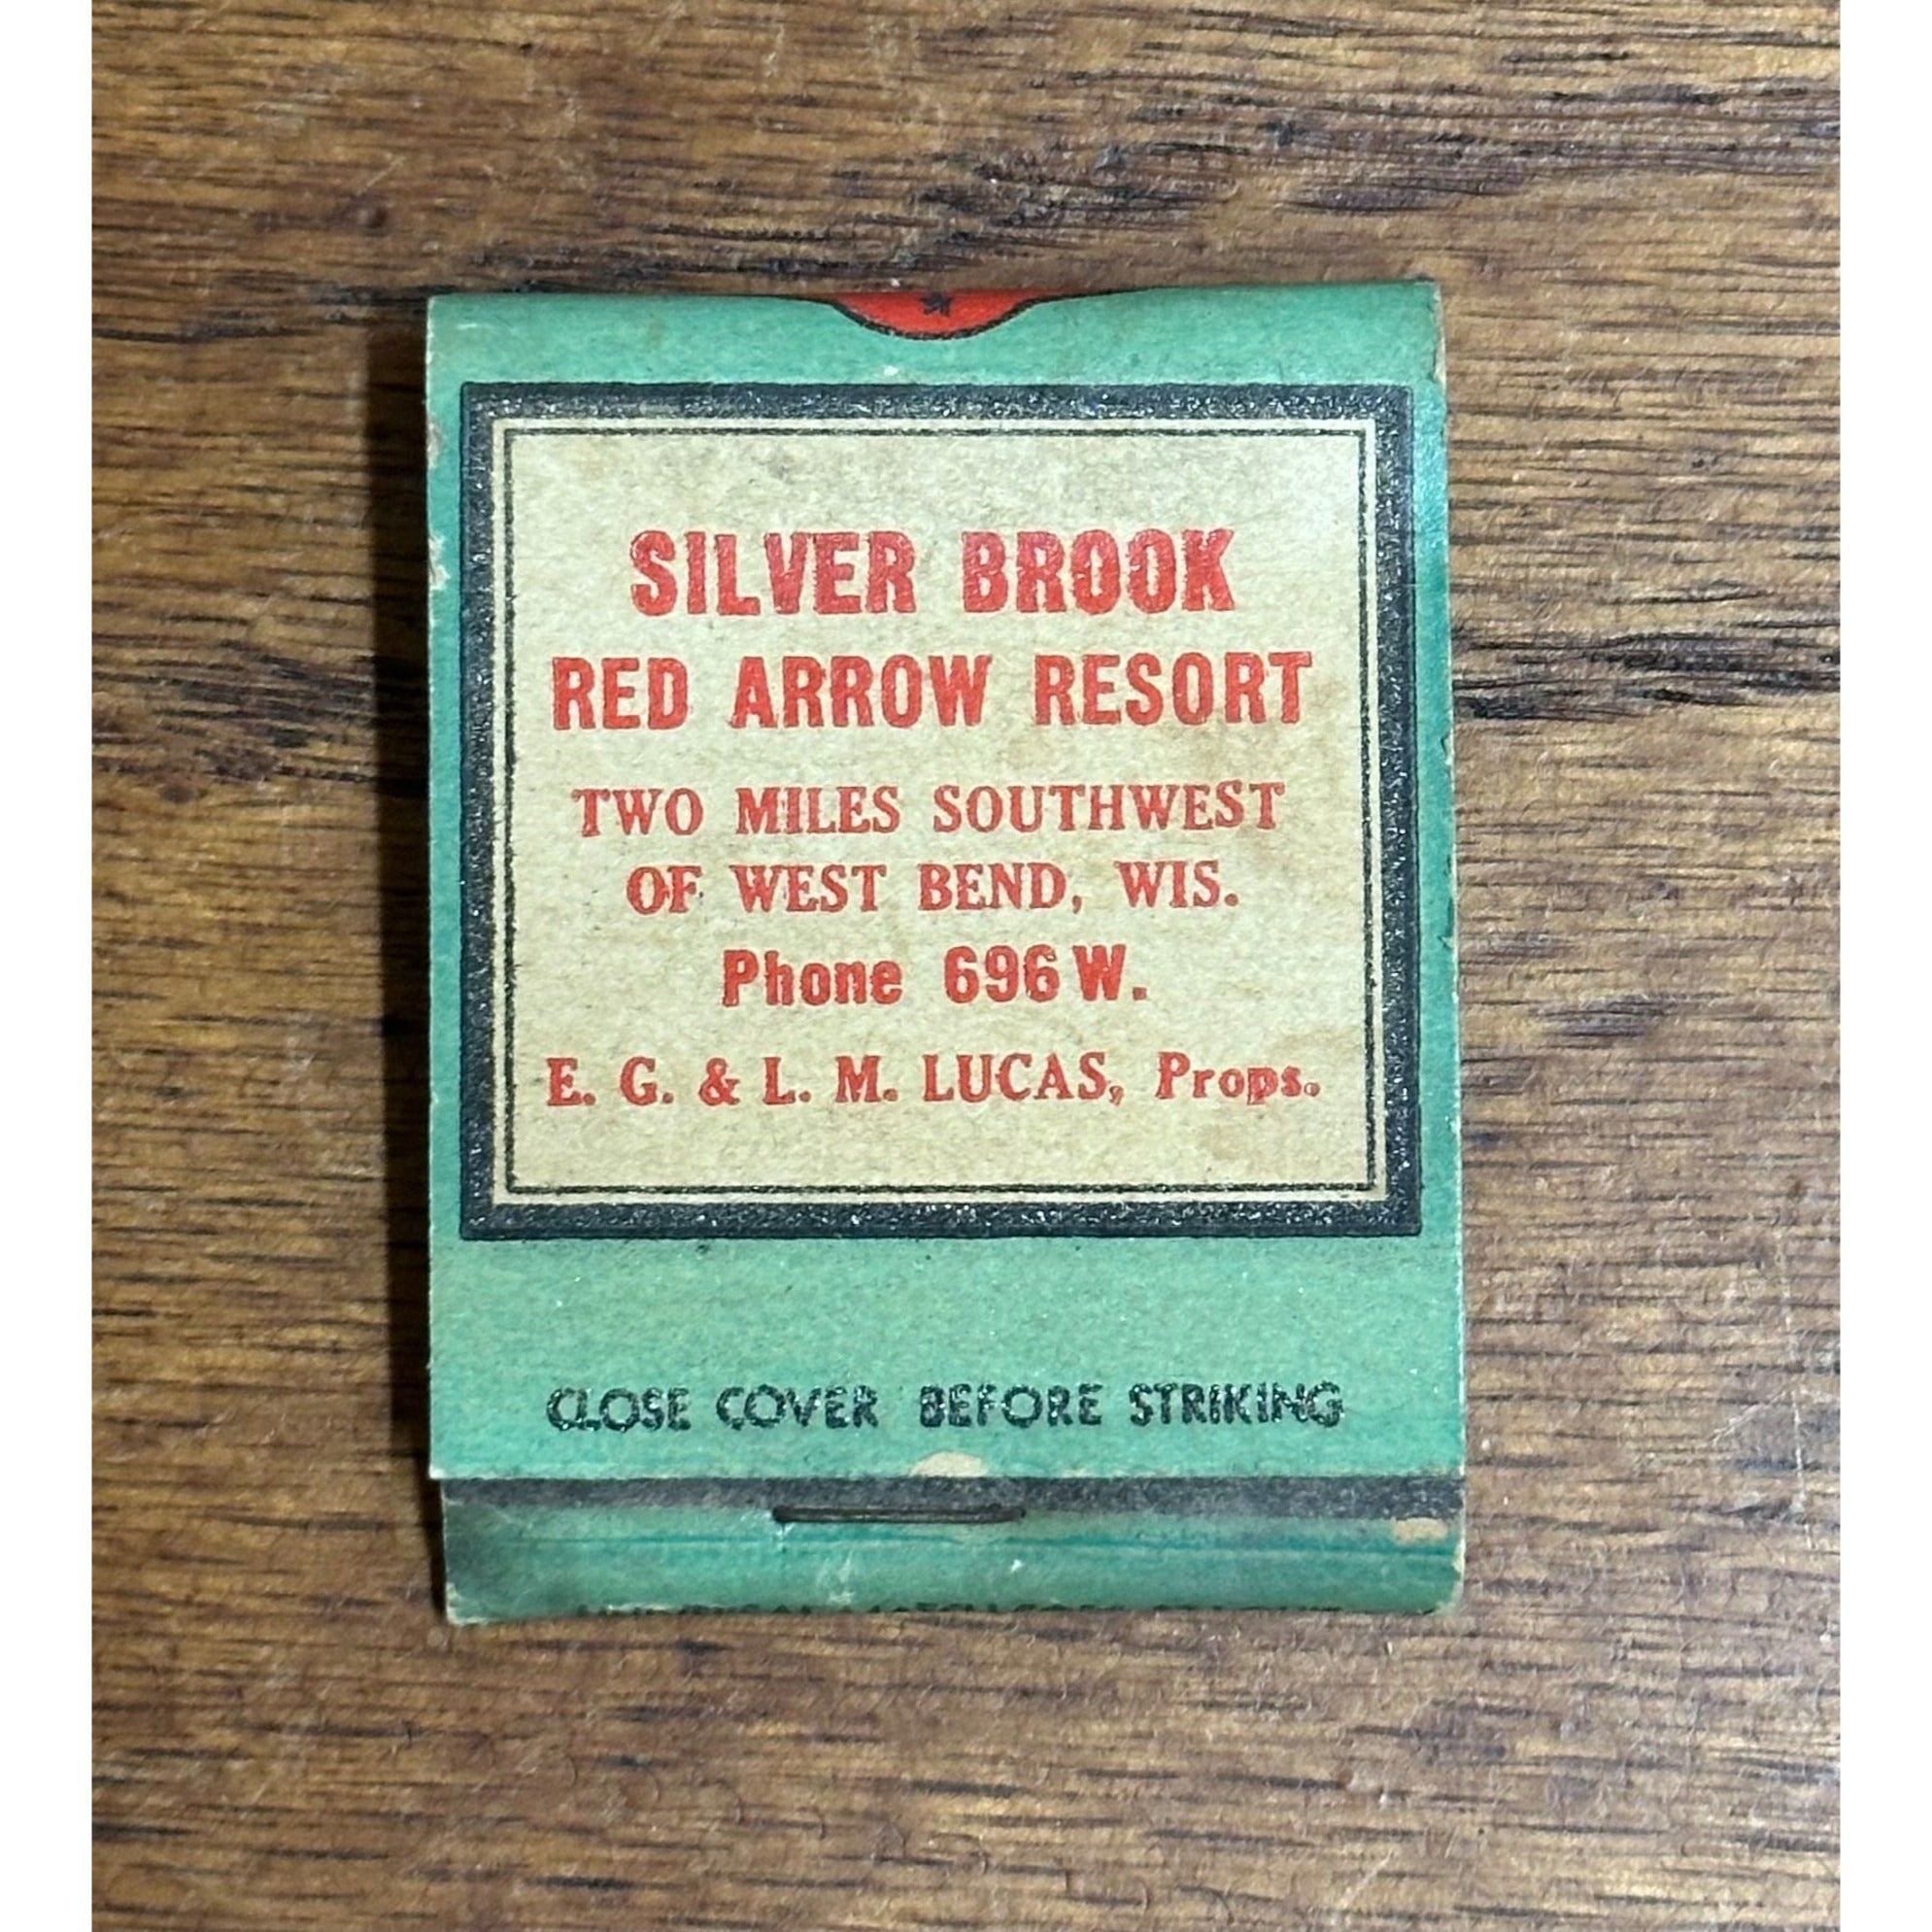 SILVER BROOK
RED ARROW RESORT
TWO MILES SOUTHWEST
OF WEST BEND, WIS.
Phone 696 W.
E. G. & L. M. LUCAS, Props.
CLOSE COVER BEFORE STRIKING